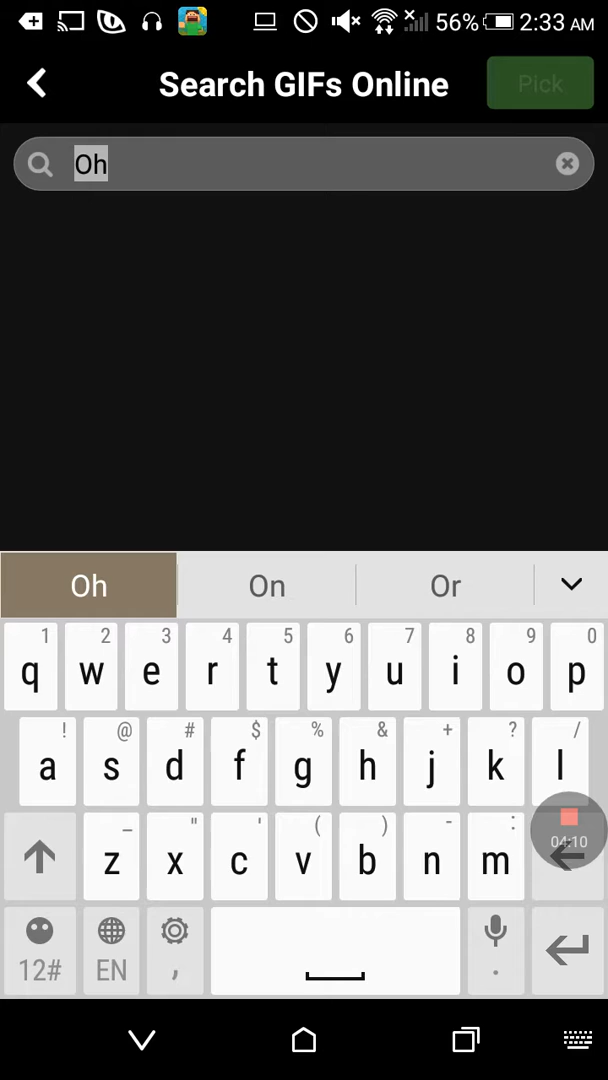 56% 2:33 AM
Search GIFs Online Pick
Oh
Oh On Or
1 2 3 4 5 6 7 8 9 0
q w e r t y u i o p
! @ # $ % & + ? /
a s d f g h j k l
_ " ' ( ) - :
z x c v b n m
04:10
12# EN , .